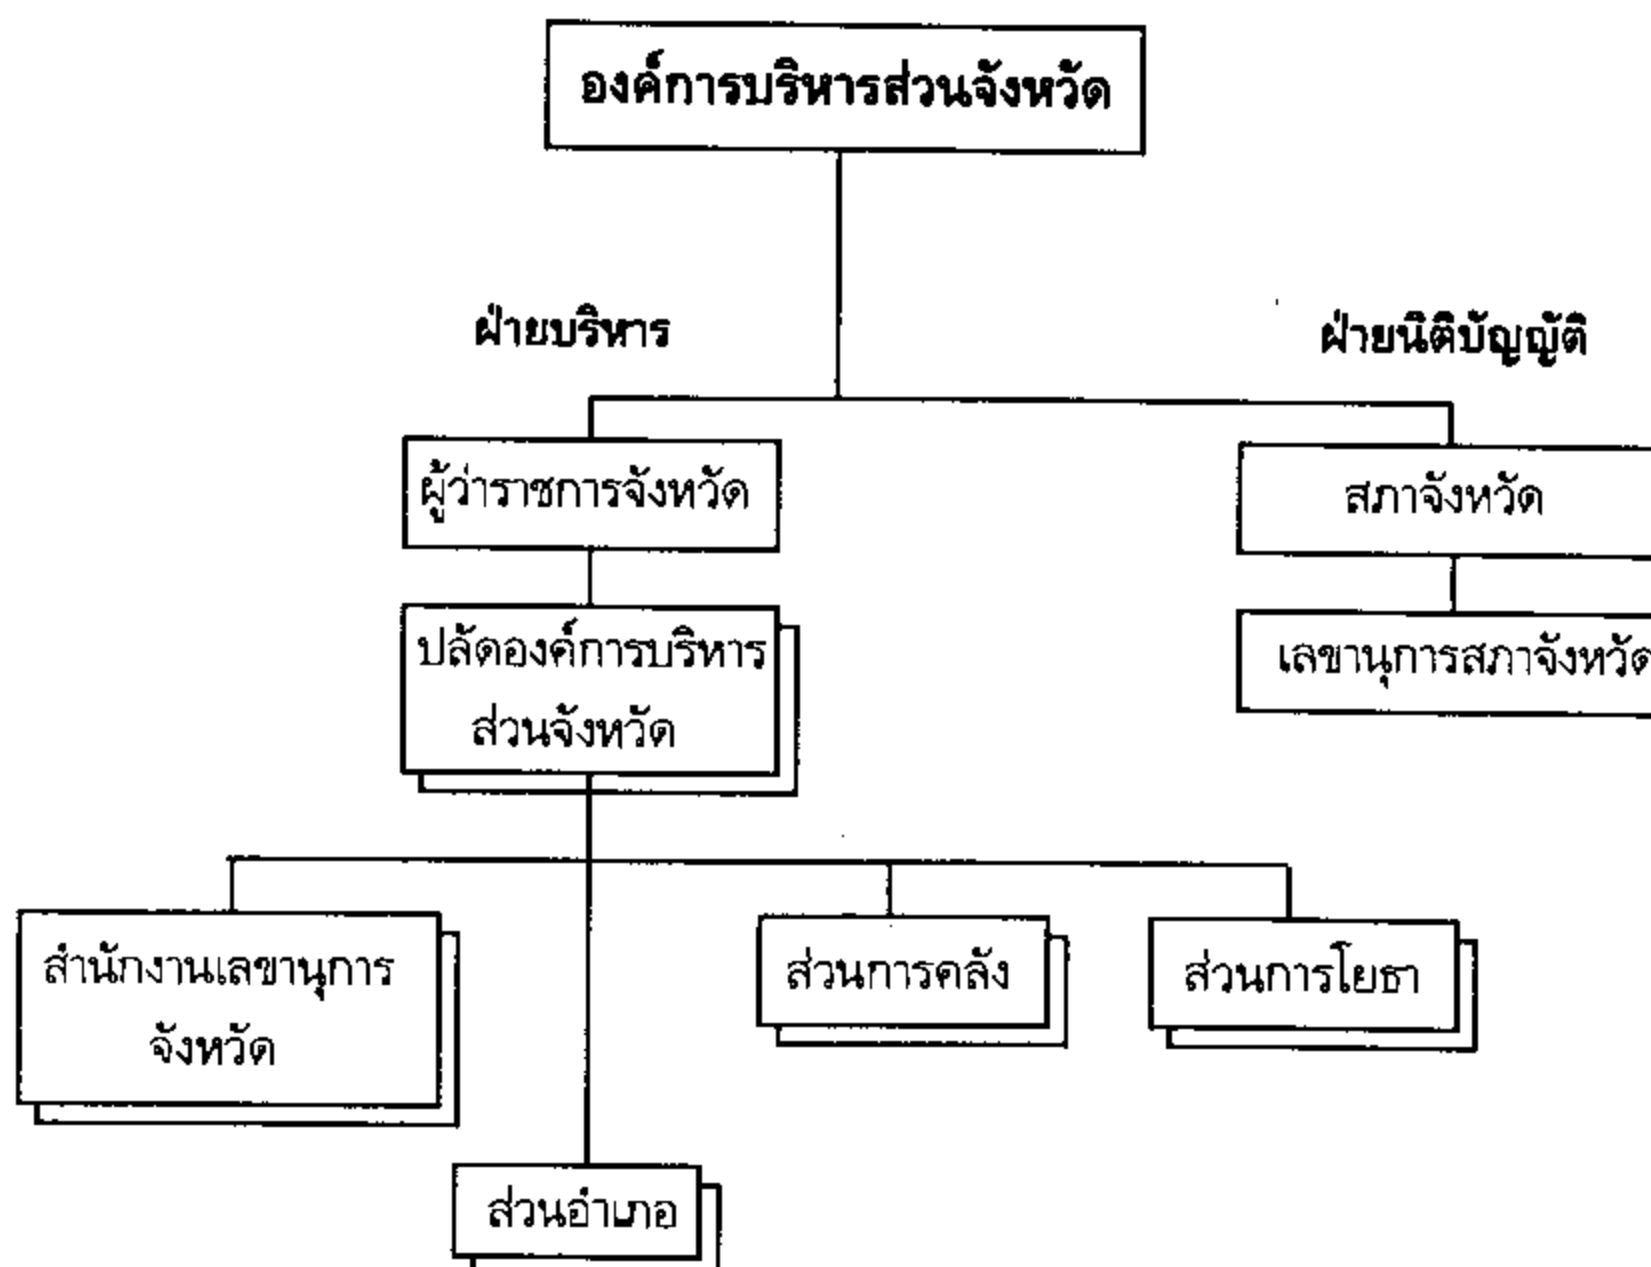 องค์การบริหารส่วนจังหวัด
ฝ่ายบริหาร
ฝ่ายนิติบัญญัติ
ผู้ว่าราชการจังหวัด
สภาจังหวัด
ปลัดองค์การบริหาร
ส่วนจังหวัด
เลขานุการสภาจังหวัด
สำนักงานเลขานุการ
จังหวัด
ส่วนการคลัง
ส่วนการโยธา
ส่วนอำเภอ